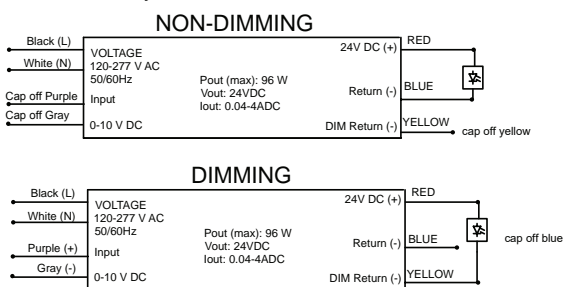 NON-DIMMING
Black (L)
White (N)
Cap off Purple
Cap off Gray
VOLTAGE
120-277 V AC
50/60Hz
Input
0-10 V DC
Pout (max): 96 W
Vout: 24VDC
Iout: 0.04-4ADC
24V DC (+)
Return (-)
DIM Return (-)
RED
BLUE
YELLOW
cap off yellow
DIMMING
Black (L)
White (N)
Purple (+)
Gray (-)
VOLTAGE
120-277 V AC
50/60Hz
Input
0-10 V DC
Pout (max): 96 W
Vout: 24VDC
Iout: 0.04-4ADC
24V DC (+)
Return (-)
DIM Return (-)
RED
BLUE
YELLOW
cap off blue